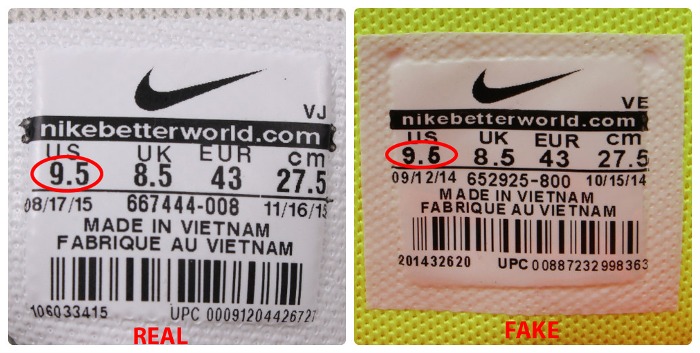 VJ
nikebetterworld.com
US UK EUR cm
9.5 8.5 43 27.5
08/17/15 667444-008 11/16/15
MADE IN VIETNAM
FABRIQUE AU VIETNAM
106033415 UPC 00091204426727
REAL
VE
nikebetterworld.com
US UK EUR cm
9.5 8.5 43 27.5
09/12/14 652925-800 10/15/14
MADE IN VIETNAM
FABRIQUE AU VIETNAM
201432620 UPC 00887232998363
FAKE